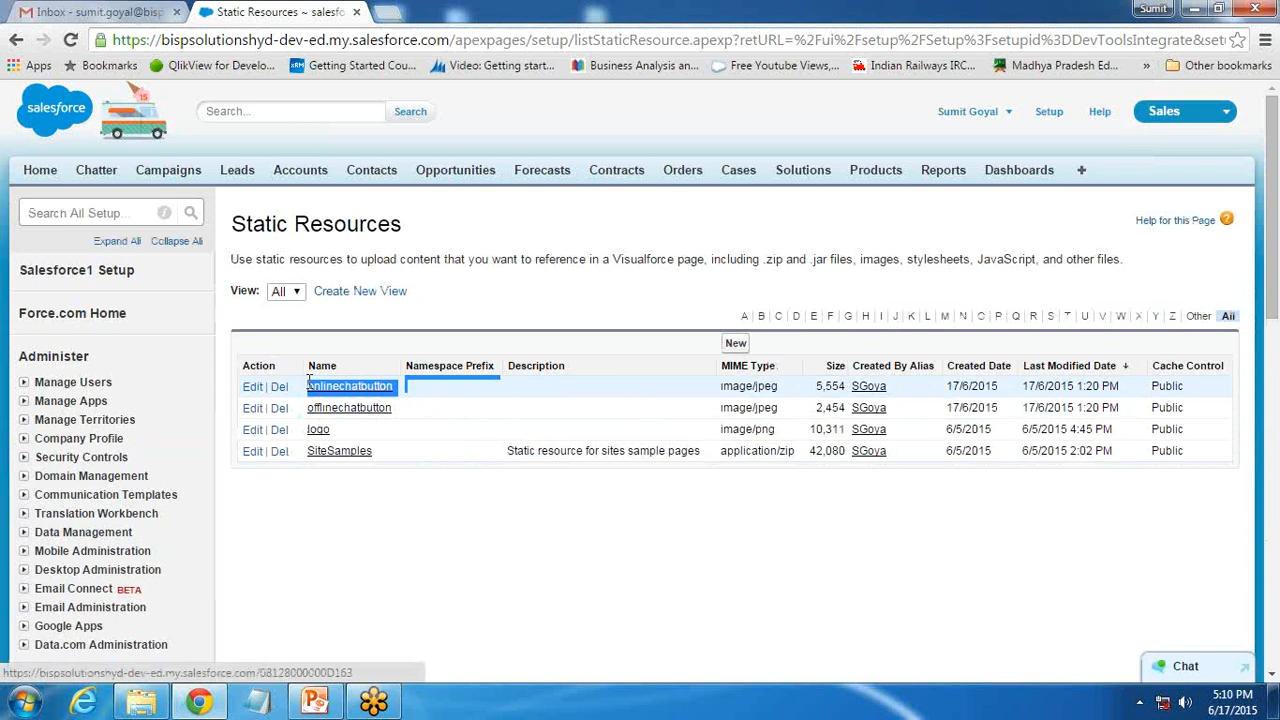 Inbox - sumit.goyal@bisp
Static Resources ~ salesfo
Sumit
https://bispsolutionshyd-dev-ed.my.salesforce.com/apexpages/setup/listStaticResource.apexp?retURL=%2Fui%2Fsetup%2FSetup%3Fsetupid%3DDevToolsIntegrate&set
Apps Bookmarks QlikView for Develo... Getting Started Cou... Video: Getting start... Business Analysis an... Free Youtube Views,... Indian Railways IRC... Madhya Pradesh Ed... » Other bookmarks
salesforce
15
Search...
Search
Sumit Goyal
Setup
Help
Sales
Home Chatter Campaigns Leads Accounts Contacts Opportunities Forecasts Contracts Orders Cases Solutions Products Reports Dashboards +
Search All Setup...
Expand All Collapse All
Salesforce1 Setup
Force.com Home
Administer
Manage Users
Manage Apps
Manage Territories
Company Profile
Security Controls
Domain Management
Communication Templates
Translation Workbench
Data Management
Mobile Administration
Desktop Administration
Email Connect BETA
Email Administration
Google Apps
Data.com Administration
Static Resources
Help for this Page
Use static resources to upload content that you want to reference in a Visualforce page, including .zip and .jar files, images, stylesheets, JavaScript, and other files.
View: All Create New View
A B C D E F G H I J K L M N O P Q R S T U V W X Y Z Other All
New
Action Name Namespace Prefix Description MIME Type Size Created By Alias Created Date Last Modified Date Cache Control
Edit | Del onlinechatbutton image/jpeg 5,554 SGoya 17/6/2015 17/6/2015 1:20 PM Public
Edit | Del offlinechatbutton image/jpeg 2,454 SGoya 17/6/2015 17/6/2015 1:20 PM Public
Edit | Del logo image/png 10,311 SGoya 6/5/2015 6/5/2015 4:45 PM Public
Edit | Del SiteSamples Static resource for sites sample pages application/zip 42,080 SGoya 6/5/2015 6/5/2015 2:02 PM Public
Chat
https://bispsolutionshyd-dev-ed.my.salesforce.com/08128000000D163
5:10 PM
6/17/2015